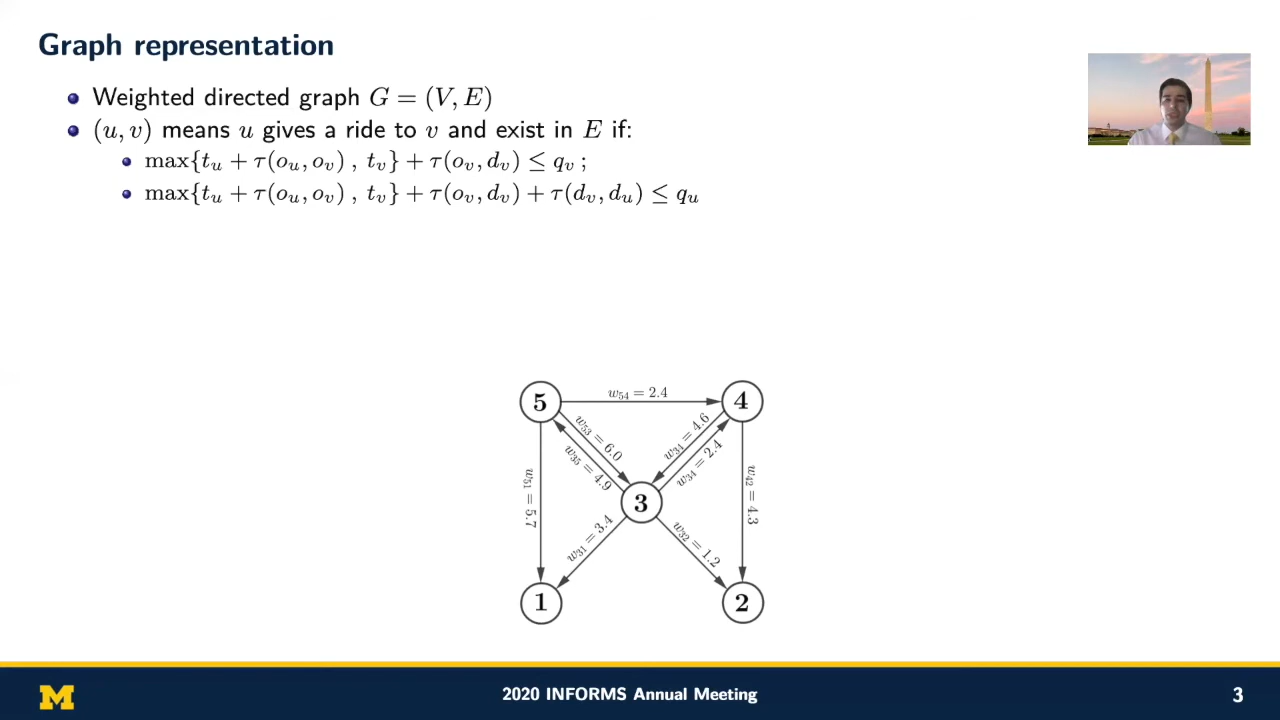 Graph representation
Weighted directed graph G = (V, E)
(u, v) means u gives a ride to v and exist in E if:
max{t_u + τ(o_u, o_v) , t_v} + τ(o_v, d_v) ≤ q_v ;
max{t_u + τ(o_u, o_v) , t_v} + τ(o_v, d_v) + τ(d_v, d_u) ≤ q_u
5
w_54 = 2.4
4
w_53 = 6.0
w_35 = 4.9
w_34 = 4.6
w_34 = 2.4
w_51 = 5.7
w_42 = 4.3
3
w_31 = 3.4
w_32 = 1.2
1
2
M
2020 INFORMS Annual Meeting
3